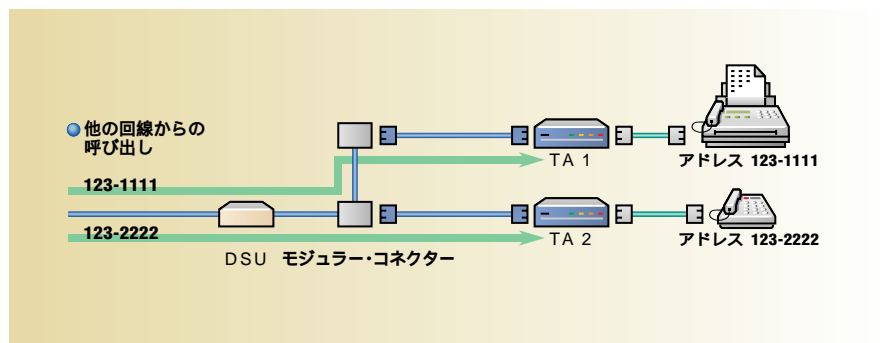 他の回線からの
呼び出し
123-1111
123-2222
DSU モジュラー・コネクター
TA 1
アドレス 123-1111
TA 2
アドレス 123-2222